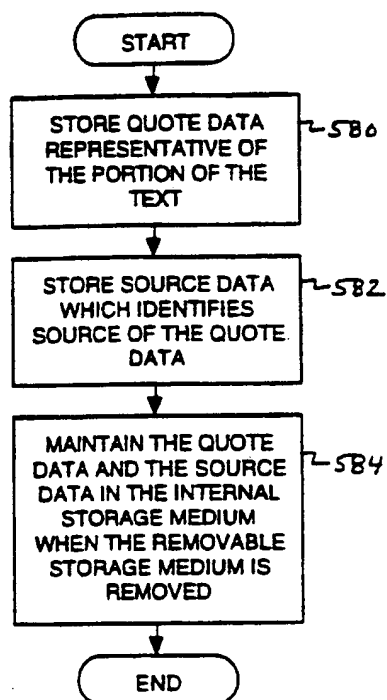 START
STORE QUOTE DATA
REPRESENTATIVE OF
THE PORTION OF THE
TEXT
580
STORE SOURCE DATA
WHICH IDENTIFIES
SOURCE OF THE QUOTE
DATA
582
MAINTAIN THE QUOTE
DATA AND THE SOURCE
DATA IN THE INTERNAL
STORAGE MEDIUM
WHEN THE REMOVABLE
STORAGE MEDIUM IS
REMOVED
584
END